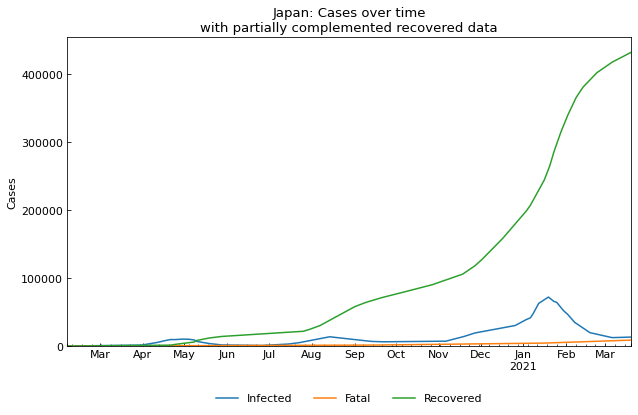 Japan: Cases over time
with partially complemented recovered data
400000
300000
200000
100000
0
Cases
Mar Apr May Jun Jul Aug Sep Oct Nov Dec Jan Feb Mar
2021
Infected Fatal Recovered